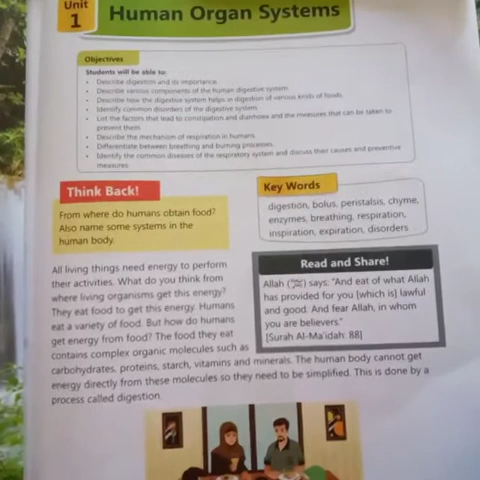 Unit
1
Human Organ Systems
Objectives
Students will be able to:
• Describe digestion and its importance.
• Describe various components of the human digestive system.
• Describe how the digestive system helps in digestion of various kinds of foods.
• Identify common disorders of the digestive system.
• List the factors that lead to constipation and diarrhoea and the measures that can be taken to
prevent them.
• Describe the mechanism of respiration in humans.
• Differentiate between breathing and burning processes.
• Identify the common diseases of the respiratory system and discuss their causes and preventive
measures.
Think Back!
From where do humans obtain food?
Also name some systems in the
human body.
Key Words
digestion, bolus, peristalsis, chyme,
enzymes, breathing, respiration,
inspiration, expiration, disorders
All living things need energy to perform
their activities. What do you think from
where living organisms get this energy?
They eat food to get this energy. Humans
eat a variety of food. But how do humans
get energy from food? The food they eat
contains complex organic molecules such as
carbohydrates, proteins, starch, vitamins and minerals. The human body cannot get
energy directly from these molecules so they need to be simplified. This is done by a
process called digestion.
Read and Share!
Allah () says: "And eat of what Allah
has provided for you [which is] lawful
and good. And fear Allah, in whom
you are believers."
[Surah Al-Ma'idah: 88]